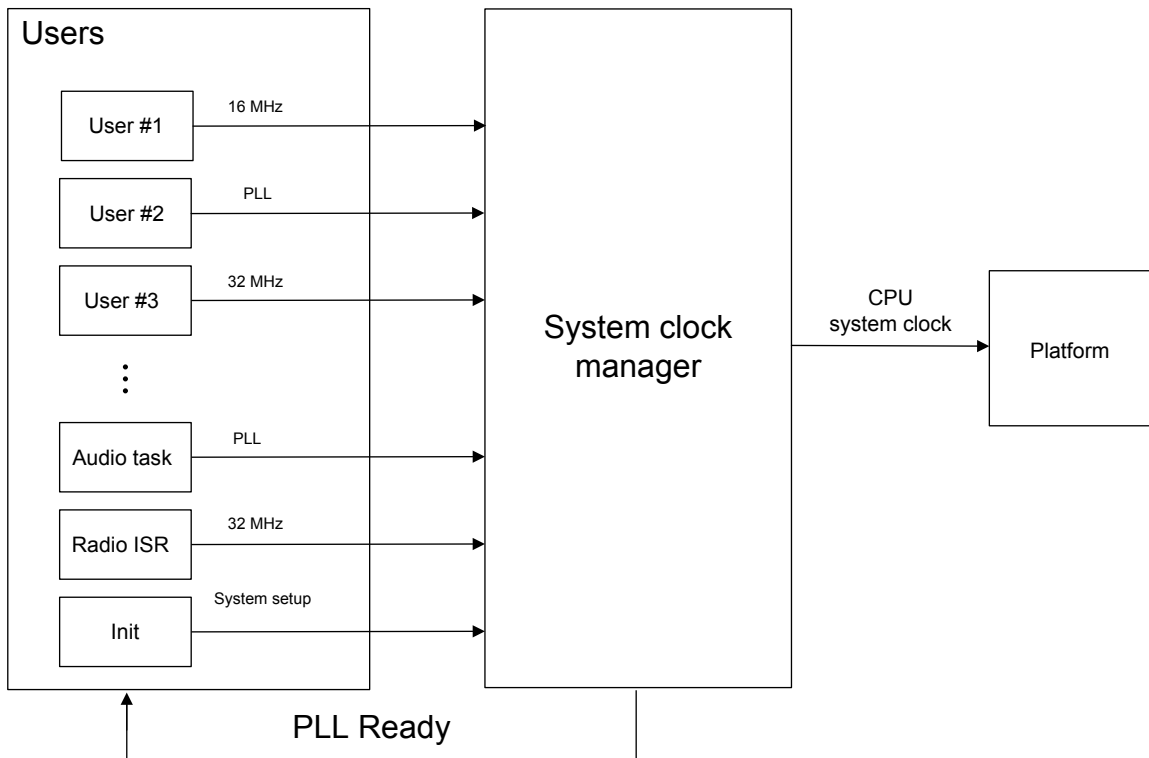 Users
User #1
16 MHz
User #2
PLL
User #3
32 MHz
Audio task
PLL
Radio ISR
32 MHz
Init
System setup
System clock
manager
CPU
system clock
Platform
PLL Ready